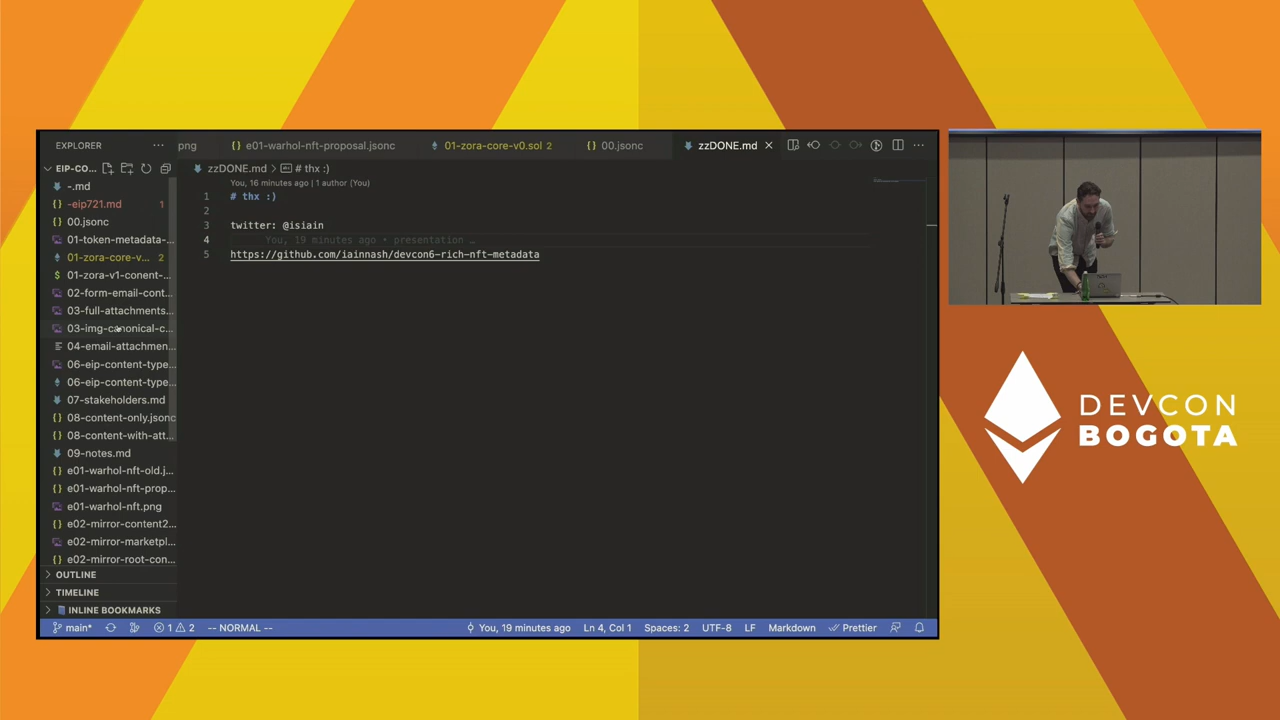 EXPLORER ···
png
e01-warhol-nft-proposal.jsonc
01-zora-core-v0.sol 2
00.jsonc
zzDONE.md
EIP-CO...
zzDONE.md > # thx :)
-.md
-eip721.md 1
00.jsonc
01-token-metadata-...
01-zora-core-v... 2
01-zora-v1-conent-...
02-form-email-cont...
03-full-attachments...
03-img-canonical-c...
04-email-attachmen...
06-eip-content-type...
06-eip-content-type...
07-stakeholders.md
08-content-only.jsonc
08-content-with-att...
09-notes.md
e01-warhol-nft-old.j...
e01-warhol-nft-prop...
e01-warhol-nft.png
e02-mirror-content2...
e02-mirror-marketpl...
e02-mirror-root-con...
OUTLINE
TIMELINE
INLINE BOOKMARKS
You, 16 minutes ago | 1 author (You)
1 # thx :)
2
3 twitter: @isiain
4 You, 19 minutes ago • presentation …
5 https://github.com/iainnash/devcon6-rich-nft-metadata
main* 1 2 -- NORMAL -- You, 19 minutes ago Ln 4, Col 1 Spaces: 2 UTF-8 LF Markdown Prettier
DEVCON
BOGOTA